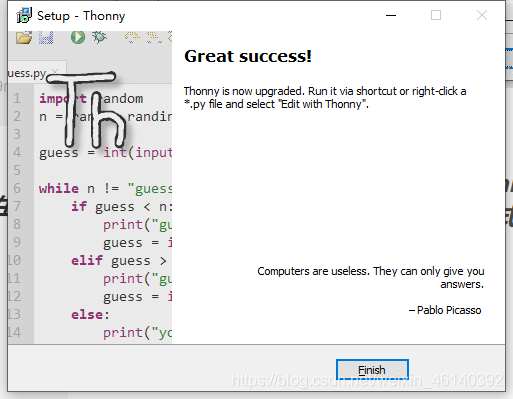 Setup - Thonny
Great success!
Thonny is now upgraded. Run it via shortcut or right-click a
*.py file and select "Edit with Thonny".
uess.py ×
Th
1 import random
2 n = random.randin
3
4 guess = int(input
5
6 while n != "guess
7 if guess < n:
8 print("gu
9 guess = i
10 elif guess >
11 print("gu
12 guess = i
13 else:
14 print("yo
Computers are useless. They can only give you
answers.
– Pablo Picasso
Finish
https://blog.csdn.net/weixin_46140392